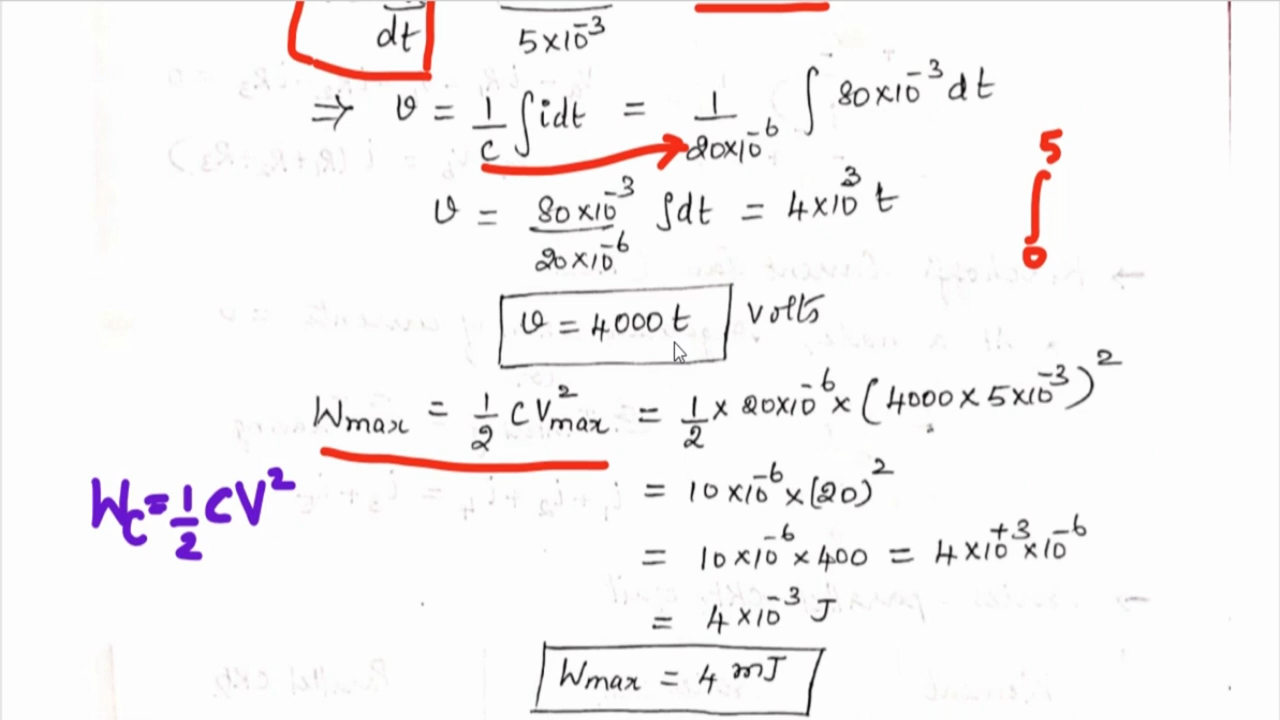 dt
5×10⁻³
⇒ v = 1/C ∫ i dt = 1/20×10⁻⁶ ∫ 80×10⁻³ dt
5
v = 80×10⁻³/20×10⁻⁶ ∫dt = 4×10³ t
∫
0
v = 4000 t volts
Wmax = 1/2 C V²max = 1/2 × 20×10⁻⁶ × (4000 × 5×10⁻³)²
= 10×10⁻⁶ × (20)²
Wc = 1/2 CV²
= 10×10⁻⁶ × 400 = 4×10⁺³×10⁻⁶
= 4×10⁻³ J
Wmax = 4 mJ